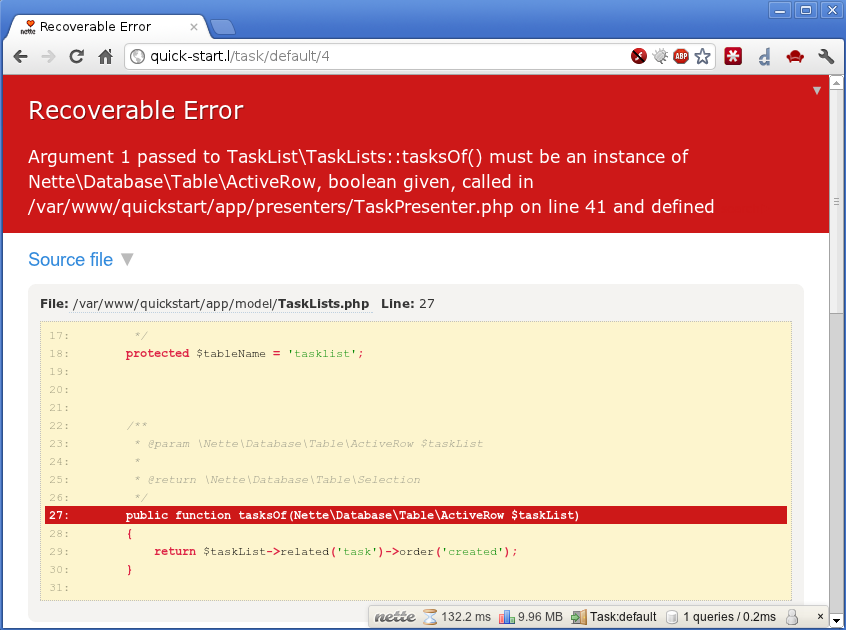 Recoverable Error
quick-start.l/task/default/4
ABP
Recoverable Error
Argument 1 passed to TaskList\TaskLists::tasksOf() must be an instance of
Nette\Database\Table\ActiveRow, boolean given, called in
/var/www/quickstart/app/presenters/TaskPresenter.php on line 41 and defined
Source file ▼
File: /var/www/quickstart/app/model/TaskLists.php Line: 27
17: */
18: protected $tableName = 'tasklist';
19:
20:
21:
22: /**
23: * @param \Nette\Database\Table\ActiveRow $taskList
24: *
25: * @return \Nette\Database\Table\Selection
26: */
27: public function tasksOf(Nette\Database\Table\ActiveRow $taskList)
28: {
29: return $taskList->related('task')->order('created');
30: }
31:
nette 132.2 ms 9.96 MB Task:default 1 queries / 0.2ms ×